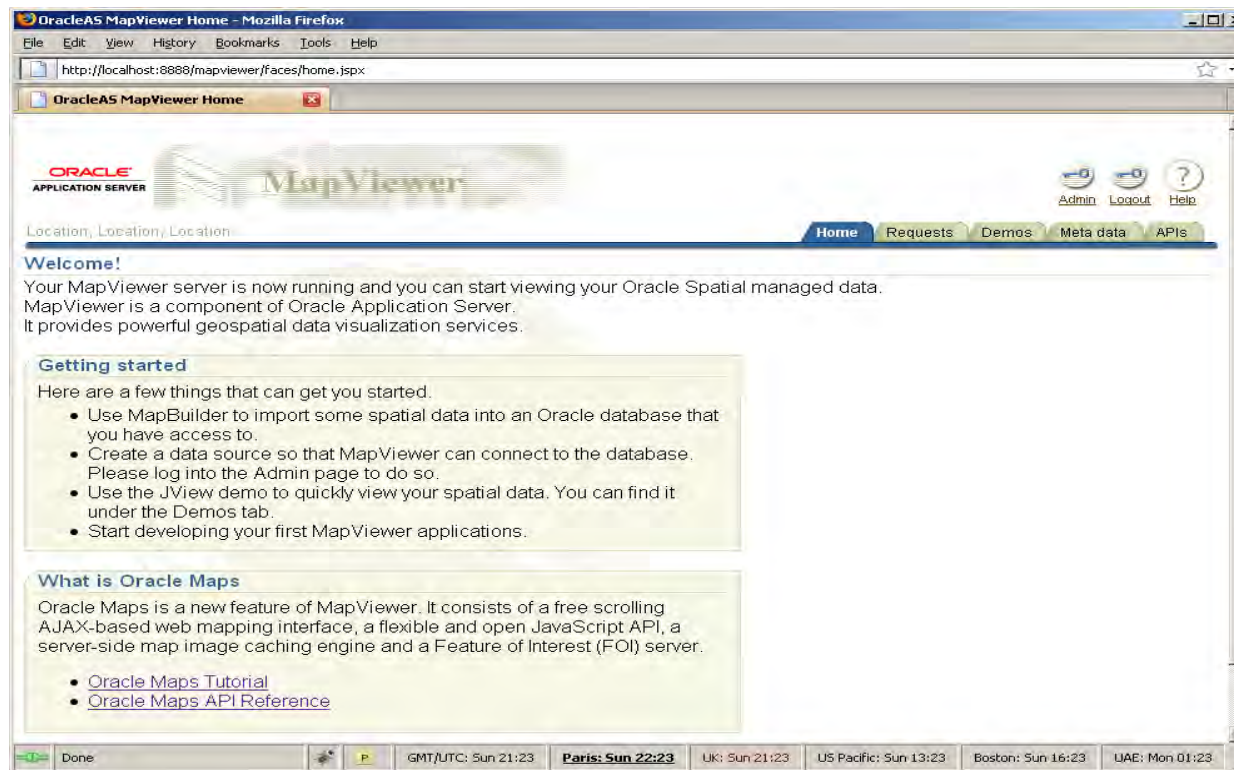 OracleAS MapViewer Home - Mozilla Firefox
File Edit View History Bookmarks Tools Help
http://localhost:8888/mapviewer/faces/home.jspx
OracleAS MapViewer Home
ORACLE
APPLICATION SERVER
MapViewer
Admin Logout Help
Location, Location, Location
Home Requests Demos Meta data APIs
Welcome!
Your MapViewer server is now running and you can start viewing your Oracle Spatial managed data.
MapViewer is a component of Oracle Application Server.
It provides powerful geospatial data visualization services.
Getting started
Here are a few things that can get you started.
• Use MapBuilder to import some spatial data into an Oracle database that
you have access to.
• Create a data source so that MapViewer can connect to the database.
Please log into the Admin page to do so.
• Use the JView demo to quickly view your spatial data. You can find it
under the Demos tab.
• Start developing your first MapViewer applications.
What is Oracle Maps
Oracle Maps is a new feature of MapViewer. It consists of a free scrolling
AJAX-based web mapping interface, a flexible and open JavaScript API, a
server-side map image caching engine and a Feature of Interest (FOI) server.
• Oracle Maps Tutorial
• Oracle Maps API Reference
Done P GMT/UTC: Sun 21:23 Paris: Sun 22:23 UK: Sun 21:23 US Pacific: Sun 13:23 Boston: Sun 16:23 UAE: Mon 01:23